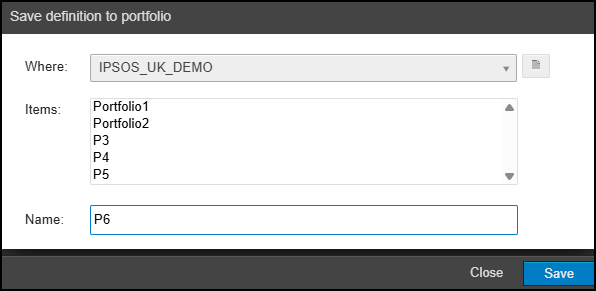 Save definition to portfolio
Where: IPSOS_UK_DEMO
Items: Portfolio1
Portfolio2
P3
P4
P5
Name: P6
Close Save